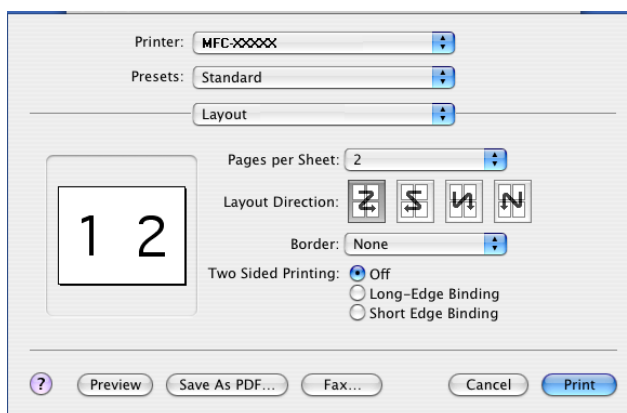 Printer: MFC-XXXXX
Presets: Standard
Layout
Pages per Sheet: 2
Layout Direction:
1 2
Border: None
Two Sided Printing: Off
Long-Edge Binding
Short Edge Binding
? Preview Save As PDF... Fax... Cancel Print